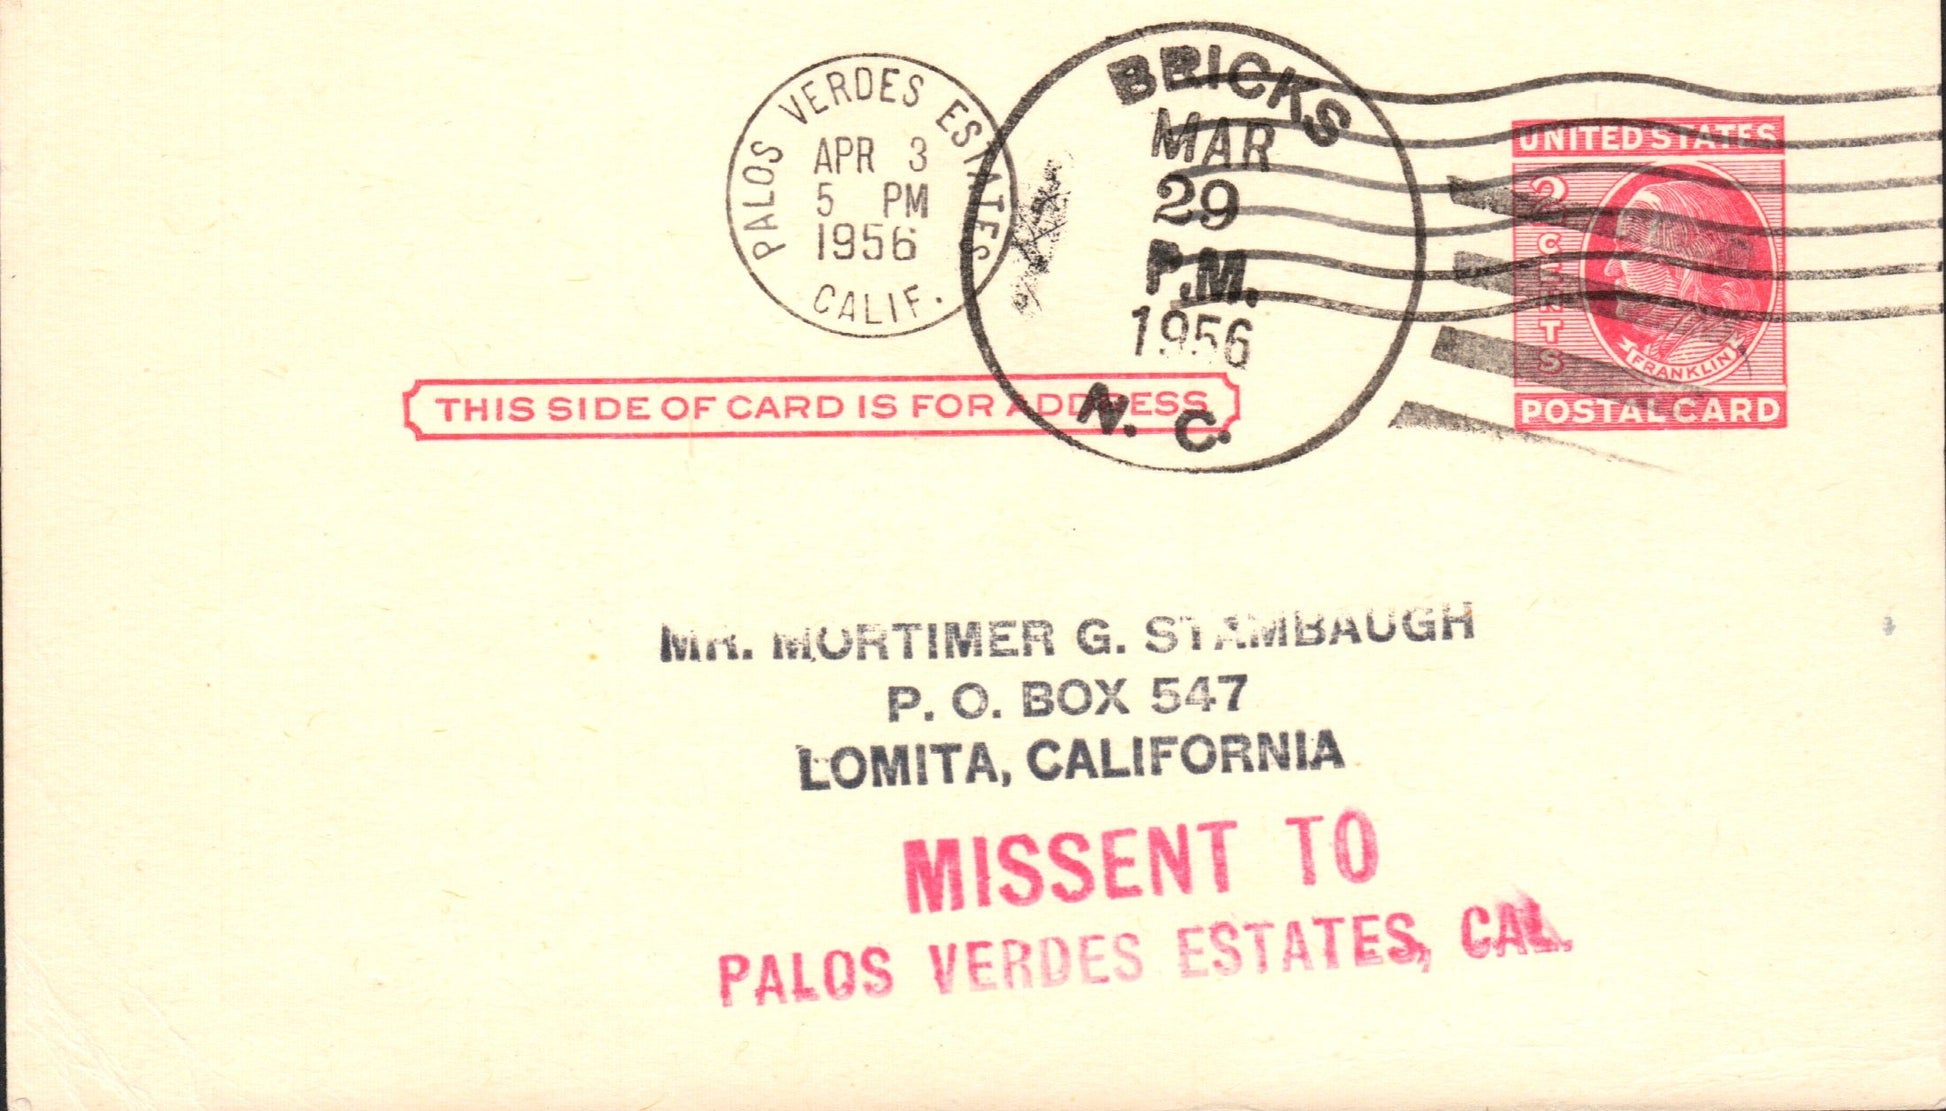 PALOS VERDES ESTATES
APR 3
5 PM
1956
CALIF.
BRICKS
MAR
29
P.M.
1956
N. C.
UNITED STATES
2 CENTS
FRANKLIN
POSTAL CARD
THIS SIDE OF CARD IS FOR ADDRESS
MR. MORTIMER G. STAMBAUGH
P. O. BOX 547
LOMITA, CALIFORNIA
MISSENT TO
PALOS VERDES ESTATES, CAL.